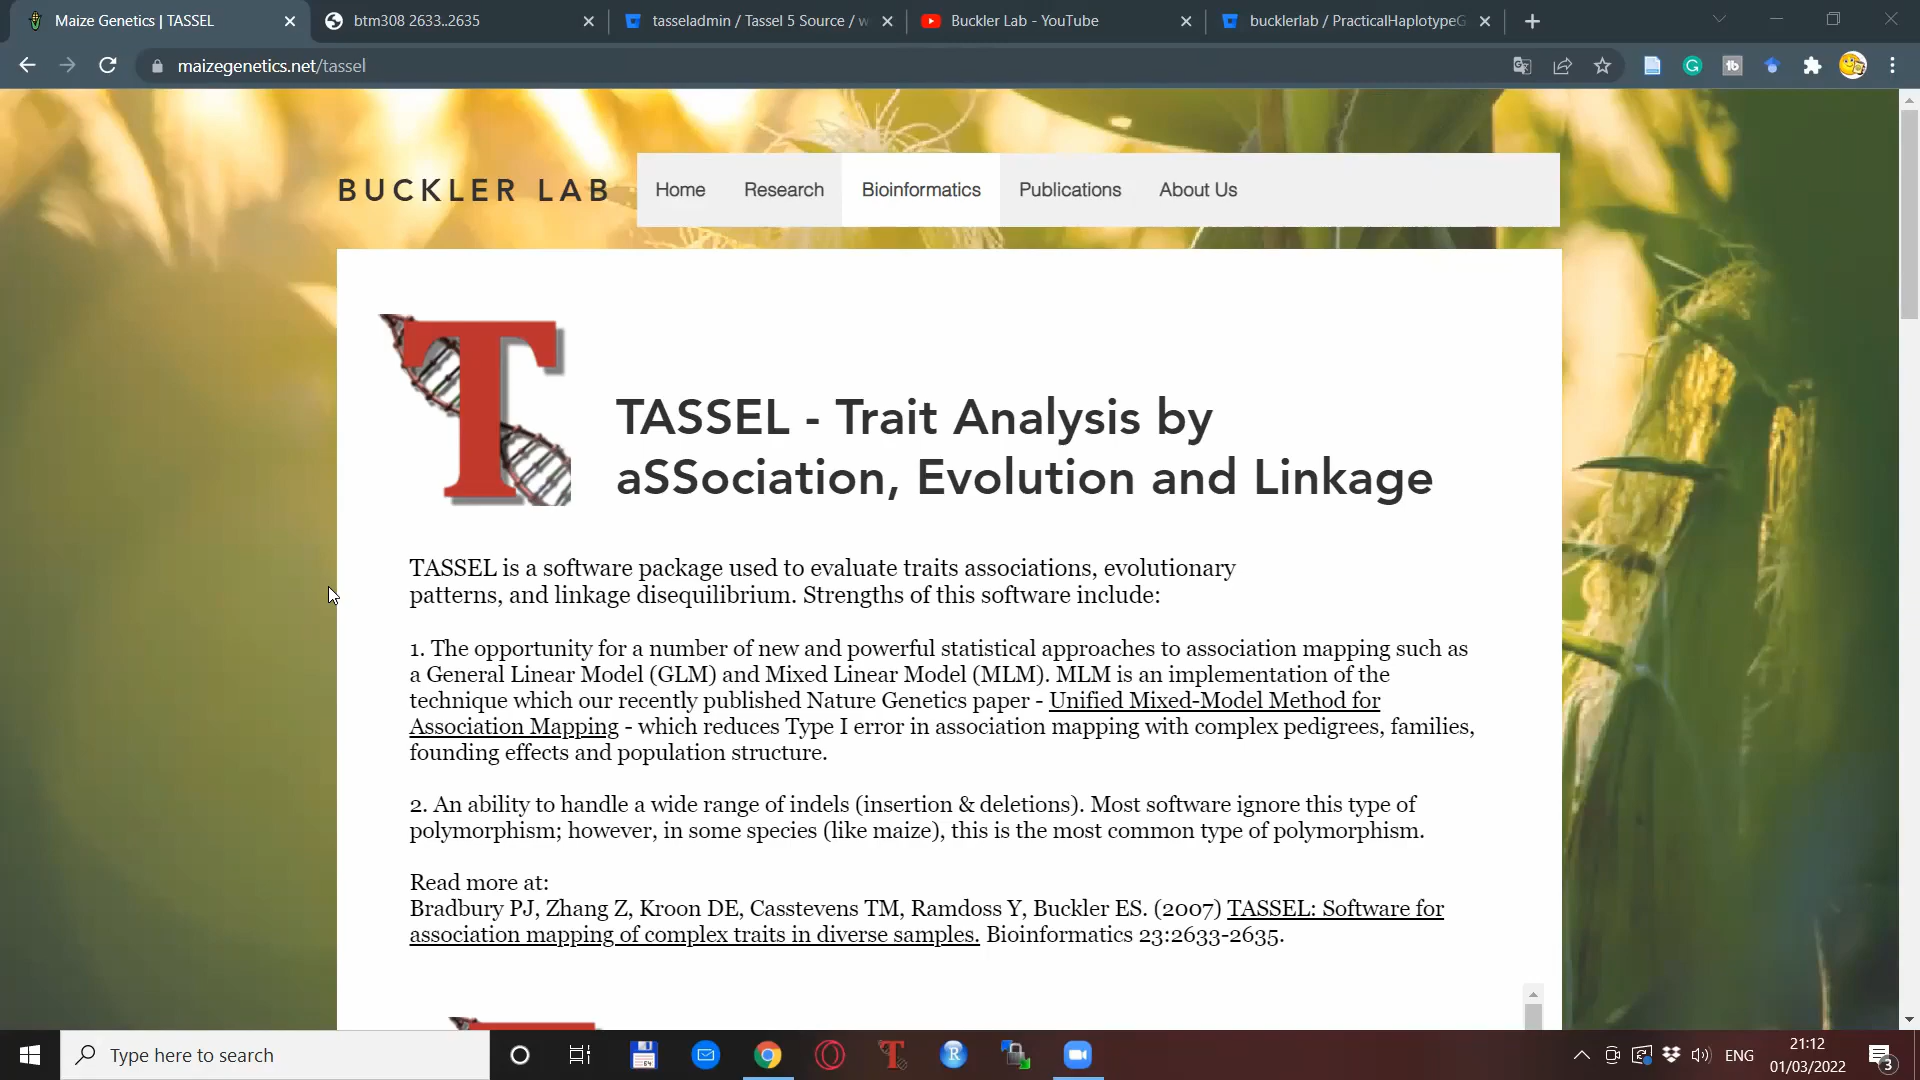 Maize Genetics | TASSEL
btm308 2633..2635
tasseladmin / Tassel 5 Source / w
Buckler Lab - YouTube
bucklerlab / PracticalHaplotypeG
maizegenetics.net/tassel
BUCKLER LAB
Home
Research
Bioinformatics
Publications
About Us
T
TASSEL - Trait Analysis by
aSSociation, Evolution and Linkage
TASSEL is a software package used to evaluate traits associations, evolutionary
patterns, and linkage disequilibrium. Strengths of this software include:
1. The opportunity for a number of new and powerful statistical approaches to association mapping such as
a General Linear Model (GLM) and Mixed Linear Model (MLM). MLM is an implementation of the
technique which our recently published Nature Genetics paper - Unified Mixed-Model Method for
Association Mapping - which reduces Type I error in association mapping with complex pedigrees, families,
founding effects and population structure.
2. An ability to handle a wide range of indels (insertion & deletions). Most software ignore this type of
polymorphism; however, in some species (like maize), this is the most common type of polymorphism.
Read more at:
Bradbury PJ, Zhang Z, Kroon DE, Casstevens TM, Ramdoss Y, Buckler ES. (2007) TASSEL: Software for
association mapping of complex traits in diverse samples. Bioinformatics 23:2633-2635.
Type here to search
ENG
21:12
01/03/2022
3